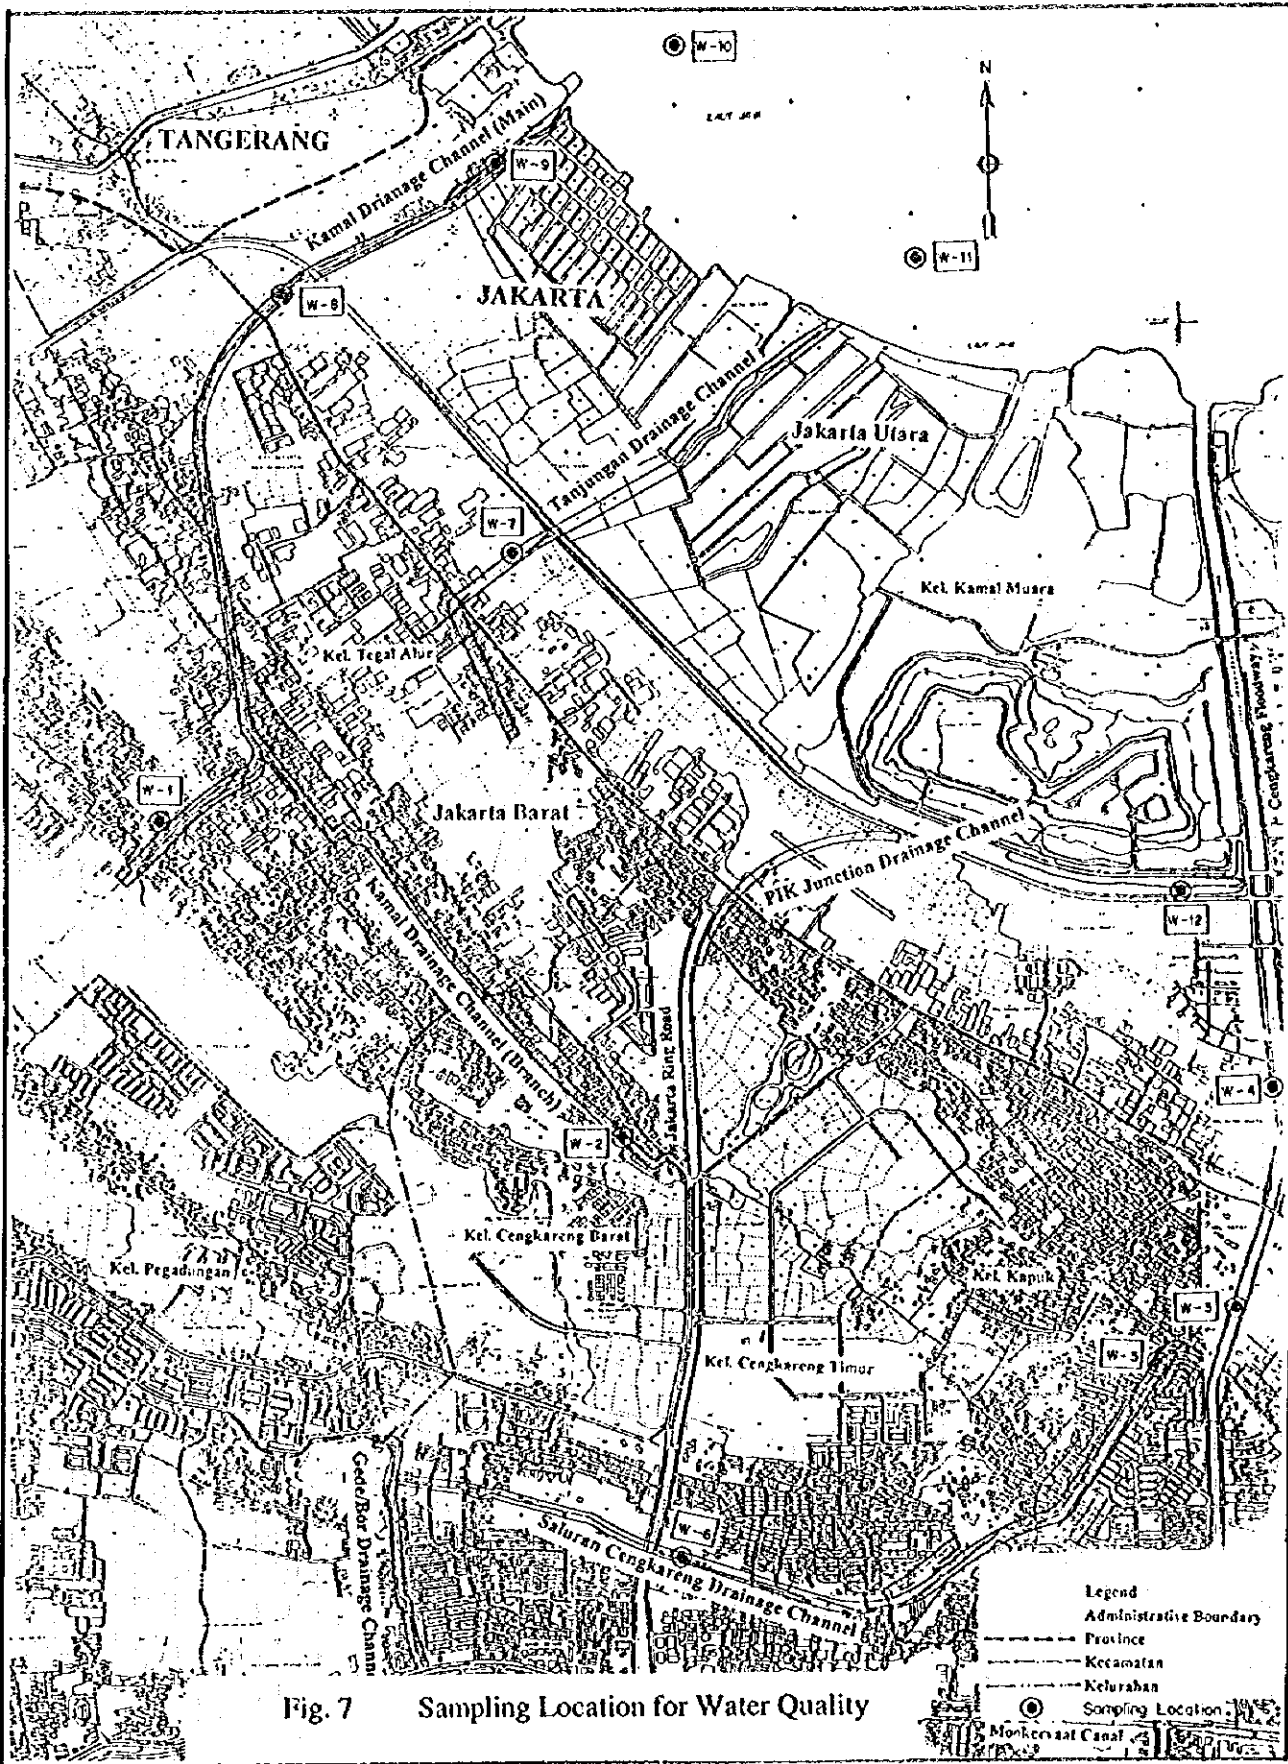 W-10
N
TANGERANG
Kamal Drianage Channel (Main)
W-9
W-11
W-8
JAKARTA
Tanjungan Drainage Channel
Jakarta Utara
W-7
Kel. Kamal Muara
Kel. Tegal Alur
Cengkareng Floodway
W-1
Jakarta Barat
PIK Junction Drainage Channel
Kamal Drainage Channel (Branch)
W-12
Jakarta Ring Road
W-4
W-2
Kel. Cengkareng Barat
Kel. Pegadungan
Kel. Kapuk
W-3
W-5
Kel. Cengkareng Timur
Gede/Bor Drainage Channe
W-6
Saluran Cengkareng Drainage Channel
Legend
Administrative Boundary
Province
Kecamatan
Kelurahan
Sampling Location
Mookervaat Canal
Fig. 7 Sampling Location for Water Quality